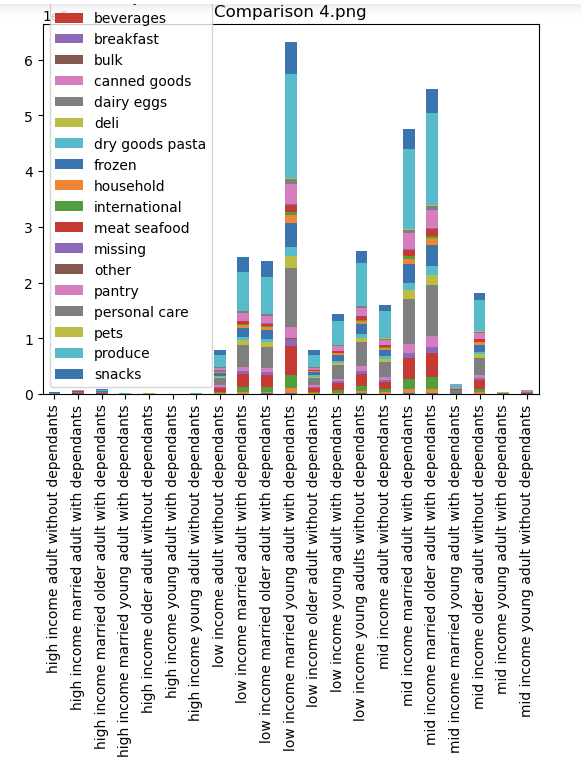 Comparison 4.png
beverages
breakfast
bulk
canned goods
dairy eggs
deli
dry goods pasta
frozen
household
international
meat seafood
missing
other
pantry
personal care
pets
produce
snacks
6
5
4
3
2
1
0
high income adult without dependants
high income married adult with dependants
high income married older adult with dependants
high income married young adult with dependants
high income older adult without dependants
high income young adult with dependants
high income young adult without dependants
low income adult without dependants
low income married adult with dependants
low income married older adult with dependants
low income married young adult with dependants
low income older adult without dependants
low income young adult with dependants
low income young adults without dependants
mid income adult without dependants
mid income married adult with dependants
mid income married older adult with dependants
mid income married young adult with dependants
mid income older adult without dependants
mid income young adult with dependants
mid income young adult without dependants